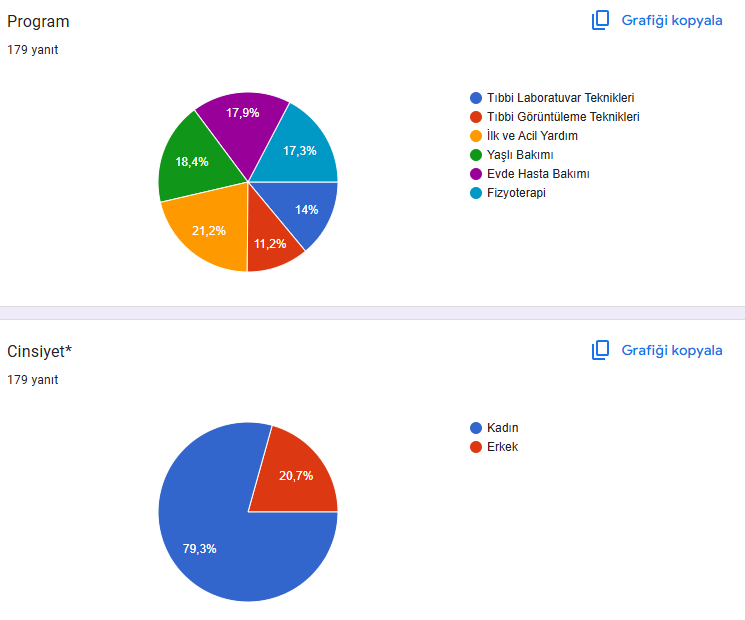 Program
Grafiği kopyala
179 yanıt
Tıbbi Laboratuvar Teknikleri
Tıbbi Görüntüleme Teknikleri
İlk ve Acil Yardım
Yaşlı Bakımı
Evde Hasta Bakımı
Fizyoterapi
17,9%
17,3%
18,4%
14%
21,2%
11,2%
Cinsiyet*
Grafiği kopyala
179 yanıt
Kadın
Erkek
20,7%
79,3%